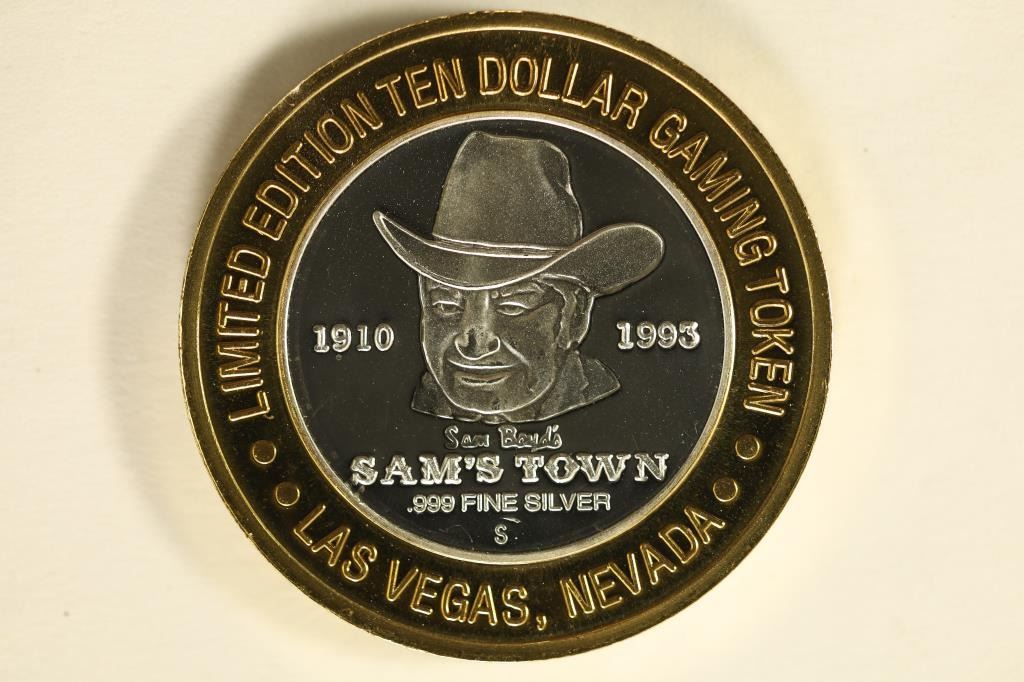 LIMITED EDITION TEN DOLLAR GAMING TOKEN
1910 1993
Sam Boyd's
SAM'S TOWN
.999 FINE SILVER
S
LAS VEGAS, NEVADA